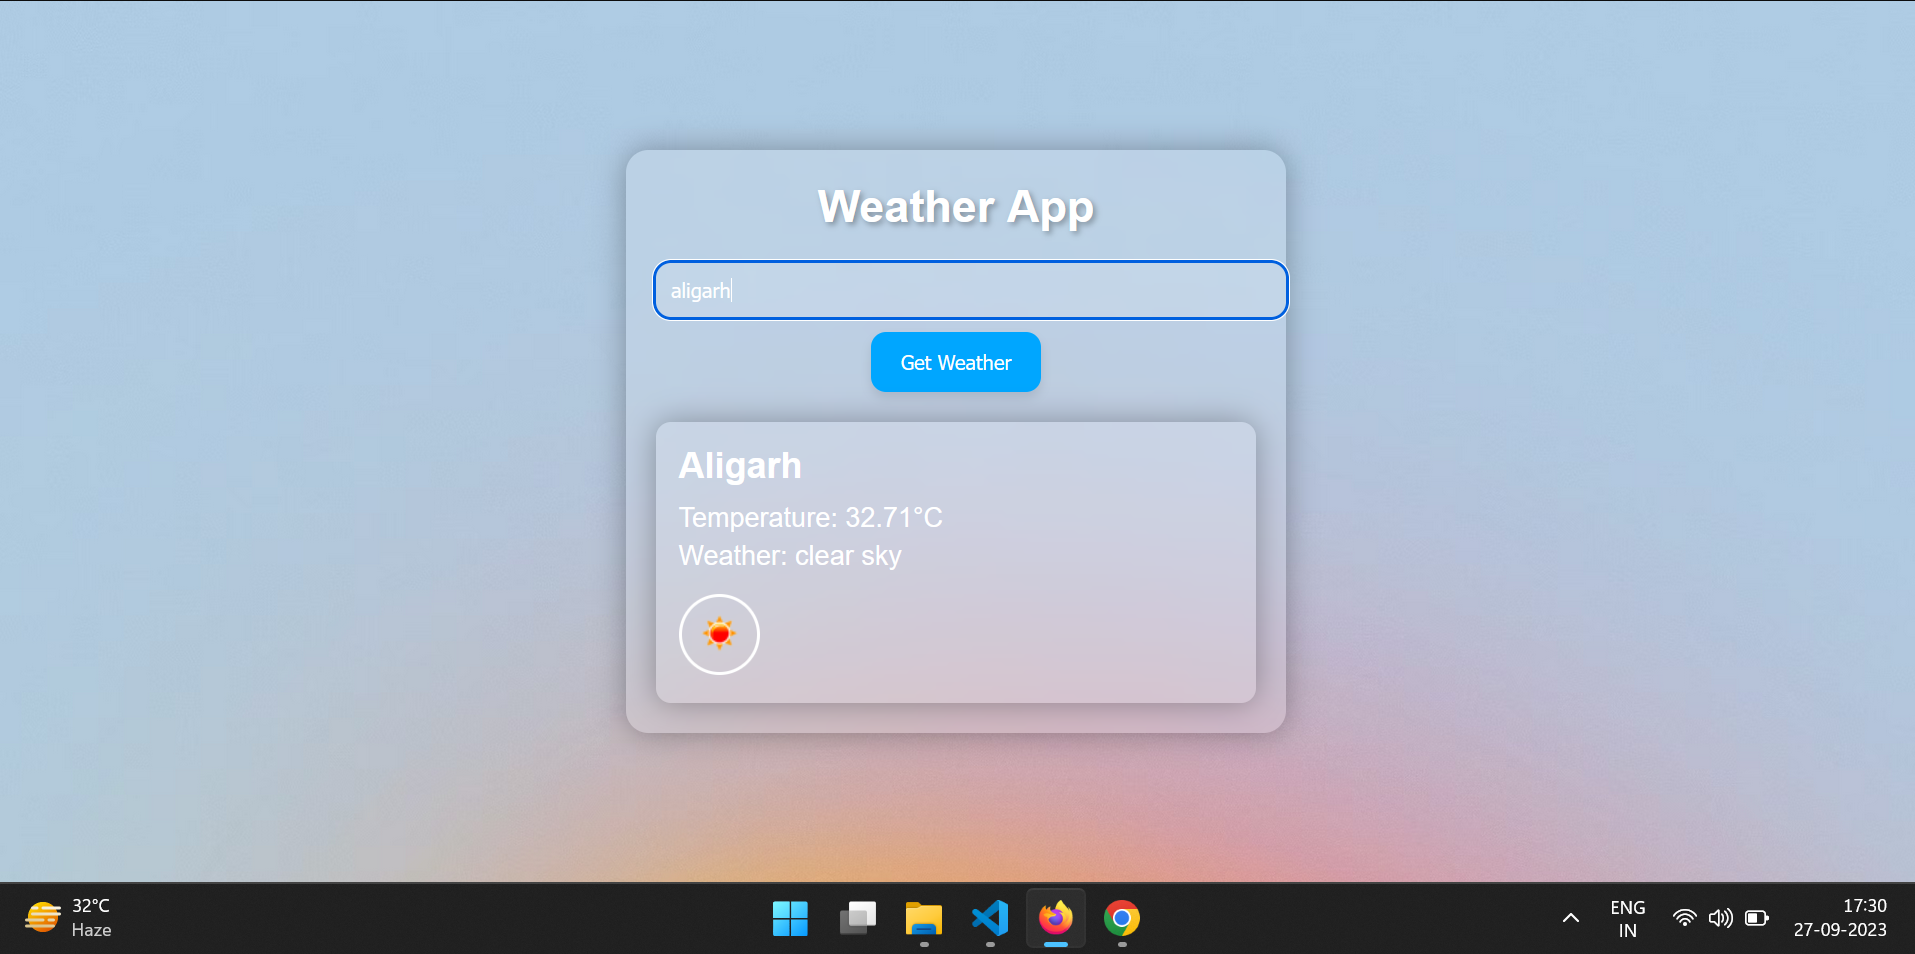 Weather App
aligarh
Get Weather
Aligarh
Temperature: 32.71°C
Weather: clear sky
32°C
Haze
ENG
IN
17:30
27-09-2023